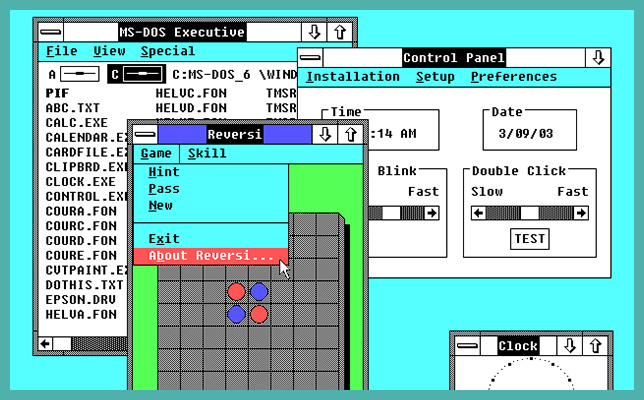 MS-DOS Executive
File View Special
A C C:MS-DOS_6 \WIND
PIF HELVC.FON TMSR
ABC.TXT HELVD.FON TMSR
CALC.EXE
CALENDAR.EX
CARDFILE.E
CLIPBRD.EX
CLOCK.EXE
CONTROL.EX
COURA.FON
COURC.FON
COURD.FON
COURE.FON
CVTPAINT.E
DOTHIS.TXT
EPSON.DRV
HELVA.FON
Control Panel
Installation Setup Preferences
Time
:14 AM
Date
3/09/03
Blink
Fast
Double Click
Slow Fast
TEST
Reversi
Game Skill
Hint
Pass
New
Exit
About Reversi...
Clock